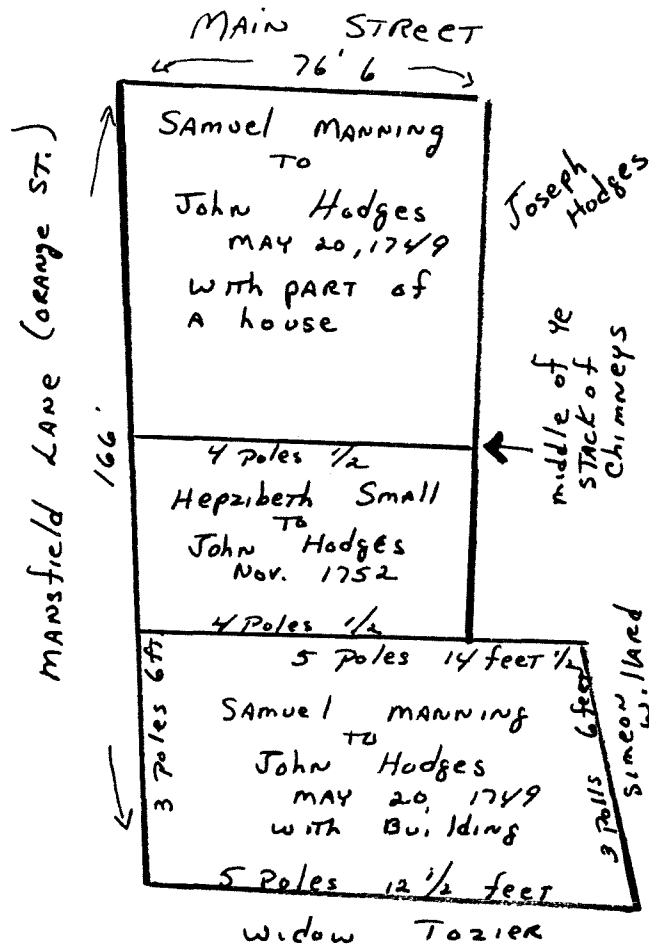 MAIN STREET
76' 6
SAmuel MANNING
TO
John Hodges
MAY 20, 1749
with PART of
A house
Joseph
Hodges
MANSfield LANE (ORANGE ST.)
166'
middle of ye
STACK of
Chimneys
4 Poles 1/2
Hepzibeth Small
TO
John Hodges
Nov. 1752
4 Poles 1/2
5 Poles 14 feet 1/2
3 Poles 6 ft.
SAmuel MANNING
TO
John Hodges
MAY 20, 1749
with Building
3 Polls 6 feet
Simeon Willard
5 Poles 12 1/2 feet
Widow Tozier